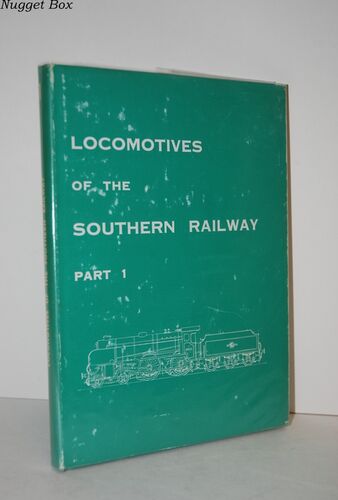 Nugget Box
LOCOMOTIVES
OF THE
SOUTHERN RAILWAY
PART 1